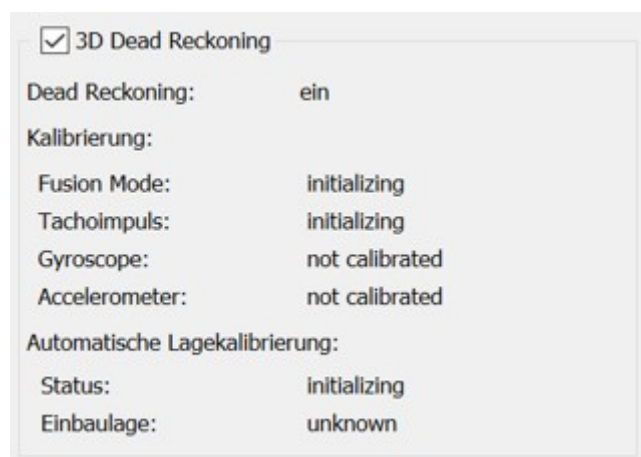 3D Dead Reckoning
Dead Reckoning: ein
Kalibrierung:
Fusion Mode: initializing
Tachoimpuls: initializing
Gyroscope: not calibrated
Accelerometer: not calibrated
Automatische Lagekalibrierung:
Status: initializing
Einbaulage: unknown